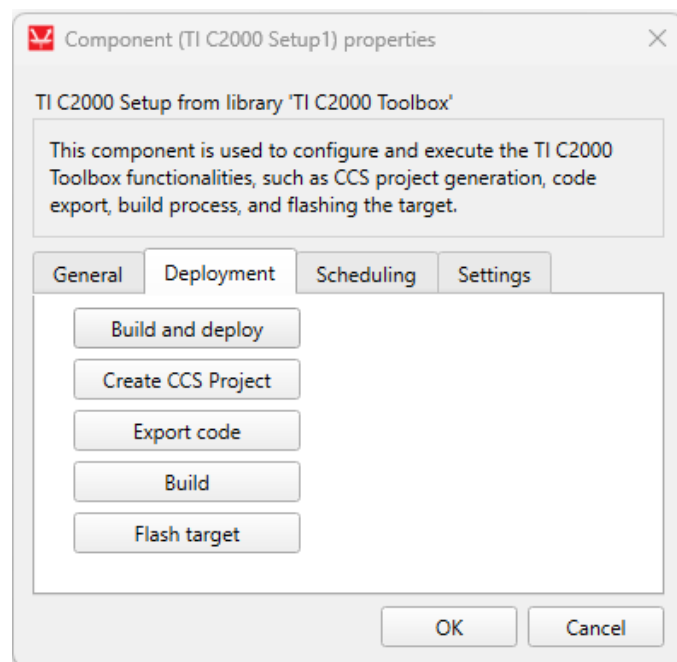 Component (TI C2000 Setup1) properties
TI C2000 Setup from library 'TI C2000 Toolbox'
This component is used to configure and execute the TI C2000
Toolbox functionalities, such as CCS project generation, code
export, build process, and flashing the target.
General Deployment Scheduling Settings
Build and deploy
Create CCS Project
Export code
Build
Flash target
OK Cancel